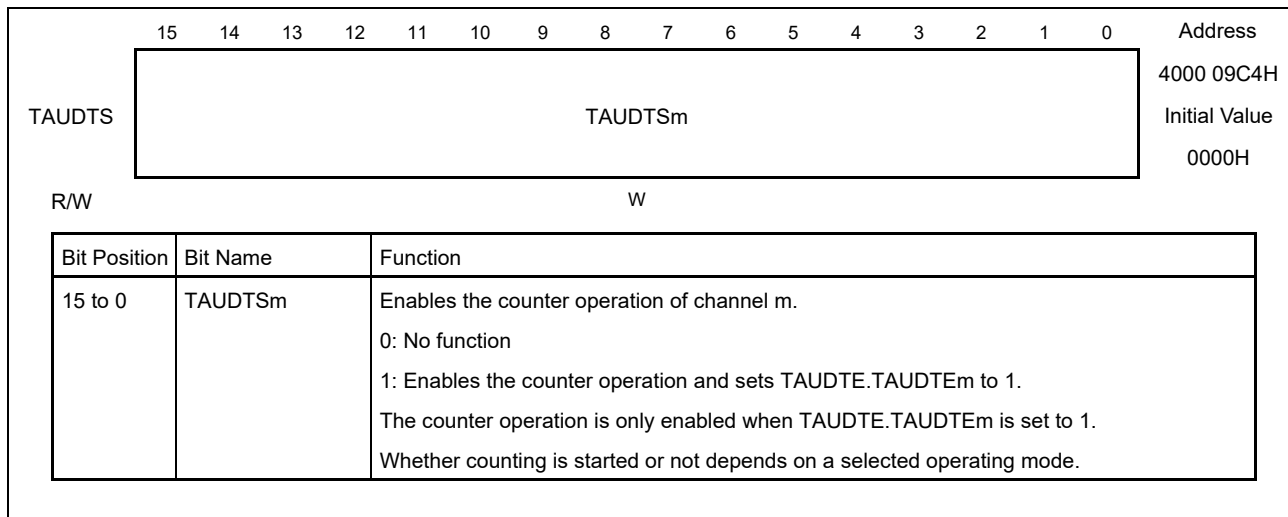 15 14 13 12 11 10 9 8 7 6 5 4 3 2 1 0 Address
4000 09C4H
TAUDTS TAUDTSm Initial Value
0000H
R/W W
Bit Position Bit Name Function
15 to 0 TAUDTSm Enables the counter operation of channel m.
0: No function
1: Enables the counter operation and sets TAUDTE.TAUDTEm to 1.
The counter operation is only enabled when TAUDTE.TAUDTEm is set to 1.
Whether counting is started or not depends on a selected operating mode.